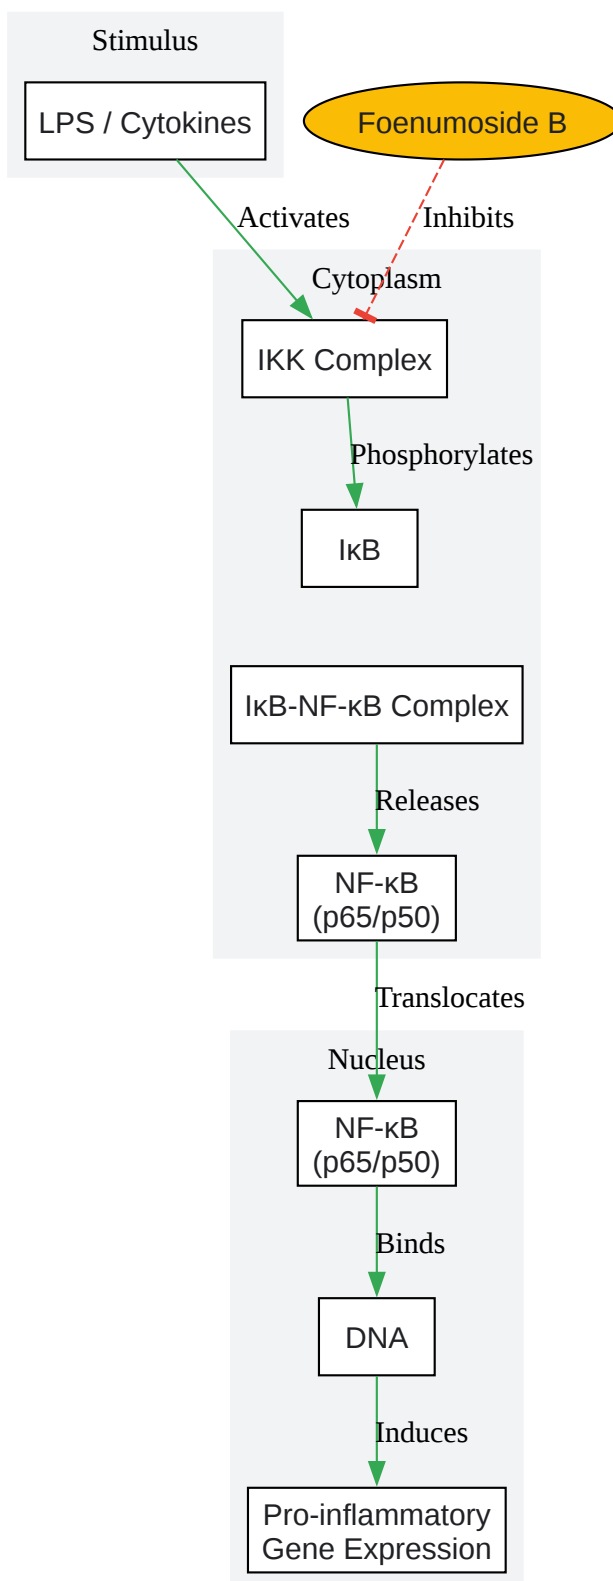 Stimulus
LPS / Cytokines
Foenumoside B
Activates
Inhibits
Cytoplasm
IKK Complex
Phosphorylates
IκB
IκB-NF-κB Complex
Releases
NF-κB
(p65/p50)
Translocates
Nucleus
NF-κB
(p65/p50)
Binds
DNA
Induces
Pro-inflammatory
Gene Expression